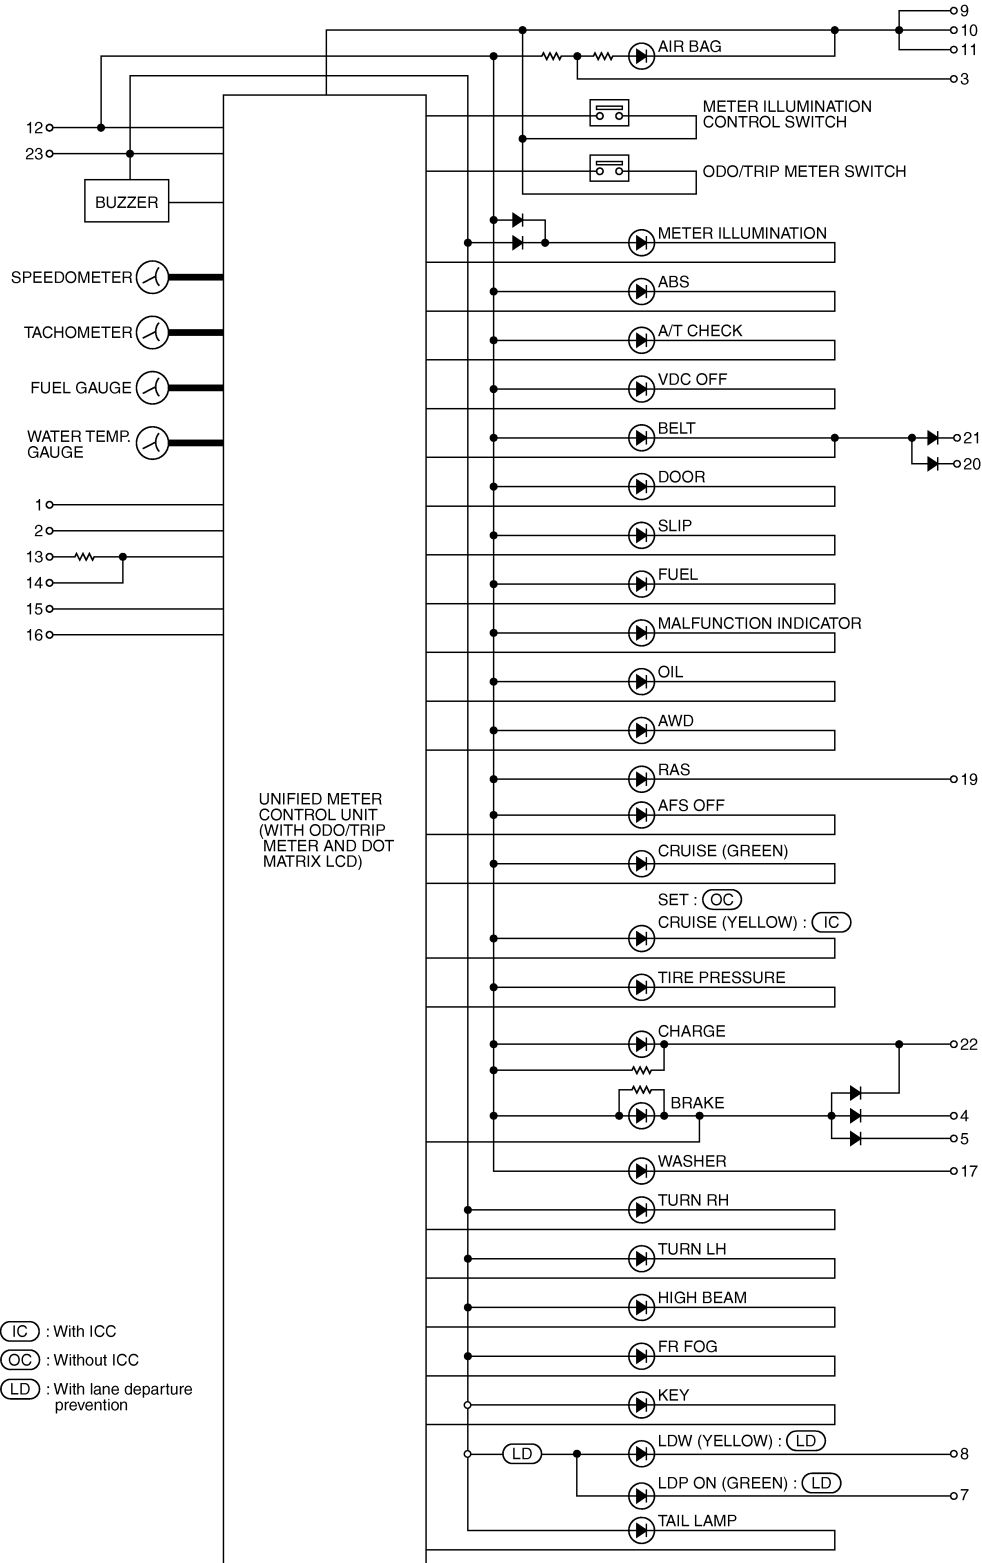 9
10
AIR BAG
11
3
METER ILLUMINATION
CONTROL SWITCH
12
23
ODO/TRIP METER SWITCH
BUZZER
METER ILLUMINATION
SPEEDOMETER
ABS
TACHOMETER
A/T CHECK
FUEL GAUGE
VDC OFF
WATER TEMP.
GAUGE
BELT
21
20
DOOR
1
2
SLIP
13
14
FUEL
15
MALFUNCTION INDICATOR
16
OIL
AWD
RAS
19
UNIFIED METER
CONTROL UNIT
(WITH ODO/TRIP
METER AND DOT
MATRIX LCD)
AFS OFF
CRUISE (GREEN)
SET : OC
CRUISE (YELLOW) : IC
TIRE PRESSURE
CHARGE
22
BRAKE
4
5
WASHER
17
TURN RH
TURN LH
HIGH BEAM
IC : With ICC
FR FOG
OC : Without ICC
LD : With lane departure
prevention
KEY
LD
LDW (YELLOW) : LD
8
LDP ON (GREEN) : LD
7
TAIL LAMP